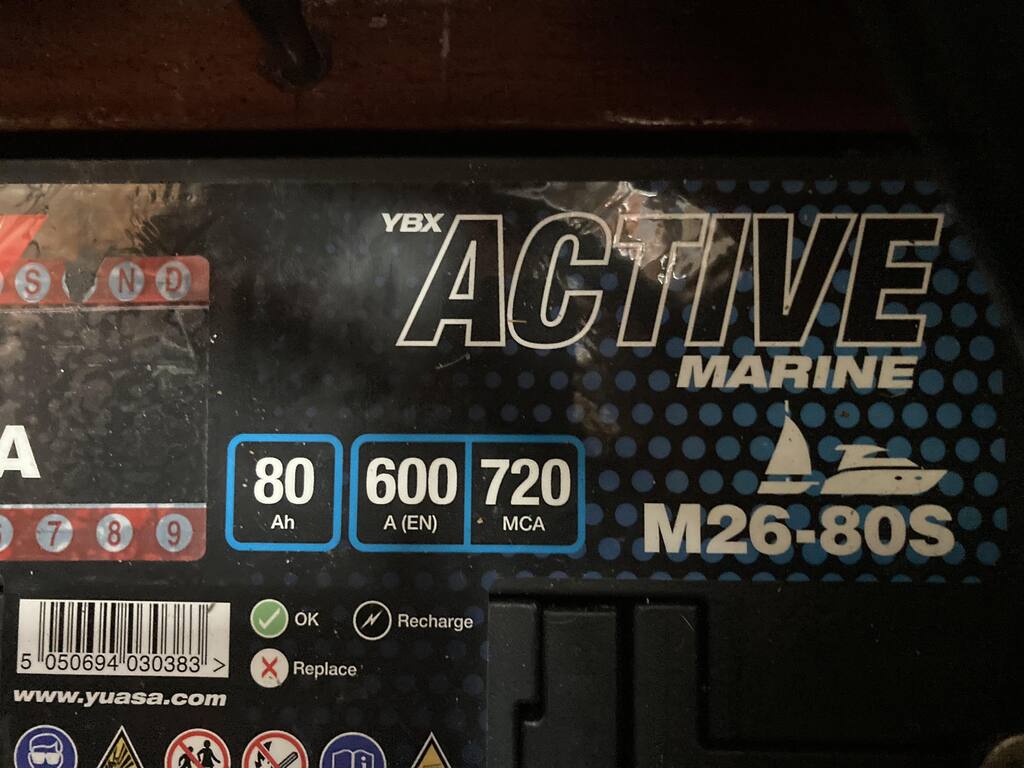 YBX ACTIVE
MARINE
S N D
A
80
Ah
600
A (EN)
720
MCA
M26-80S
7 8 9
OK
Recharge
Replace
5 050694 030383 >
www.yuasa.com